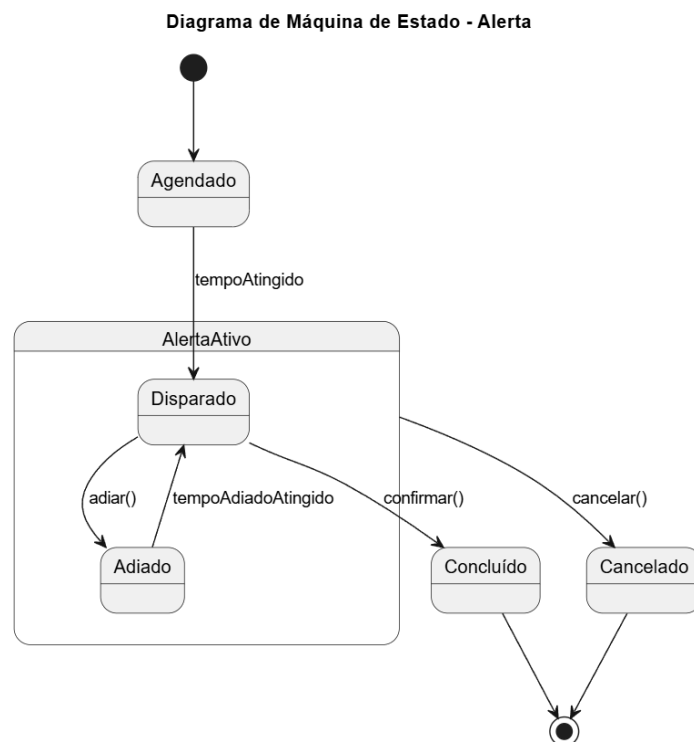 Diagrama de Máquina de Estado - Alerta
Agendado
tempoAtingido
AlertaAtivo
Disparado
adiar()
tempoAdiadoAtingido
confirmar()
cancelar()
Adiado
Concluído
Cancelado